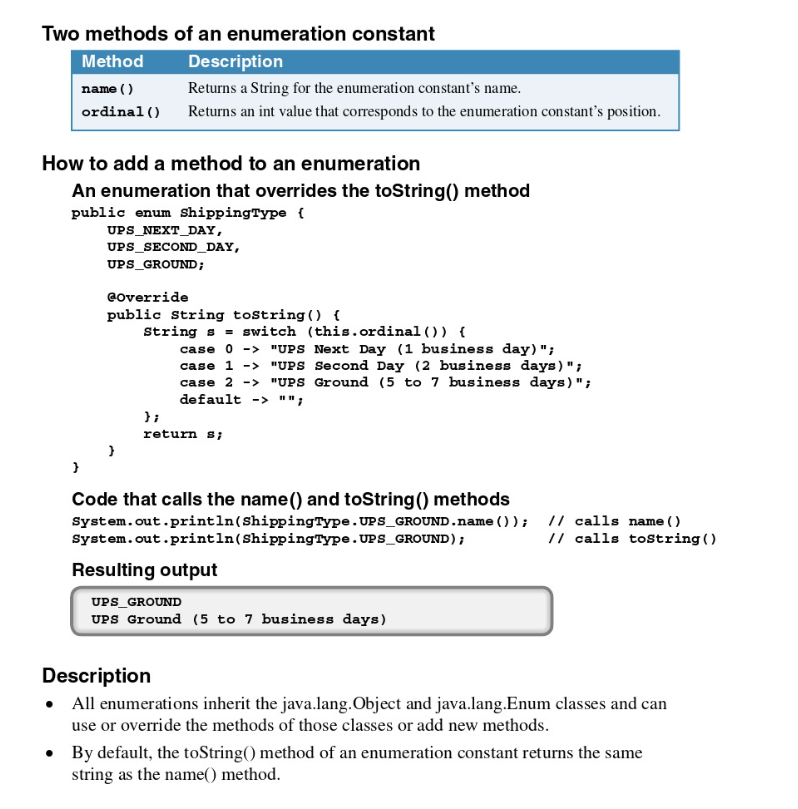 Two methods of an enumeration constant
Method Description
name() Returns a String for the enumeration constant's name.
ordinal() Returns an int value that corresponds to the enumeration constant's position.
How to add a method to an enumeration
An enumeration that overrides the toString() method
public enum ShippingType {
    UPS_NEXT_DAY,
    UPS_SECOND_DAY,
    UPS_GROUND;
    @Override
    public String toString() {
        String s = switch (this.ordinal()) {
            case 0 -> "UPS Next Day (1 business day)";
            case 1 -> "UPS Second Day (2 business days)";
            case 2 -> "UPS Ground (5 to 7 business days)";
            default -> "";
        };
        return s;
    }
}
Code that calls the name() and toString() methods
System.out.println(ShippingType.UPS_GROUND.name());  // calls name()
System.out.println(ShippingType.UPS_GROUND);         // calls toString()
Resulting output
UPS_GROUND
UPS Ground (5 to 7 business days)
Description
• All enumerations inherit the java.lang.Object and java.lang.Enum classes and can
use or override the methods of those classes or add new methods.
• By default, the toString() method of an enumeration constant returns the same
string as the name() method.